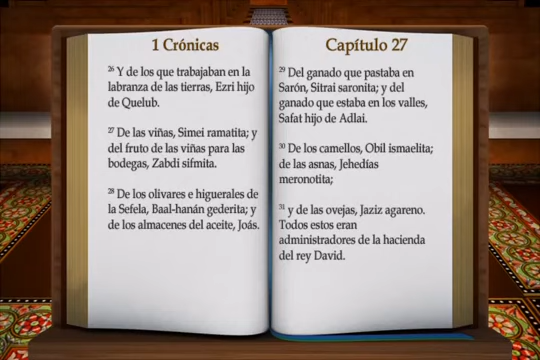 1 Crónicas
26 Y de los que trabajaban en la
labranza de las tierras, Ezri hijo
de Quelub.
27 De las viñas, Simei ramatita; y
del fruto de las viñas para las
bodegas, Zabdi sifmita.
28 De los olivares e higuerales de
la Sefela, Baal-hanán gederita; y
de los almacenes del aceite, Joás.
Capítulo 27
29 Del ganado que pastaba en
Sarón, Sitrai saronita; y del
ganado que estaba en los valles,
Safat hijo de Adlai.
30 De los camellos, Obil ismaelita;
de las asnas, Jehedías
meronotita;
31 y de las ovejas, Jaziz agareno.
Todos estos eran
administradores de la hacienda
del rey David.